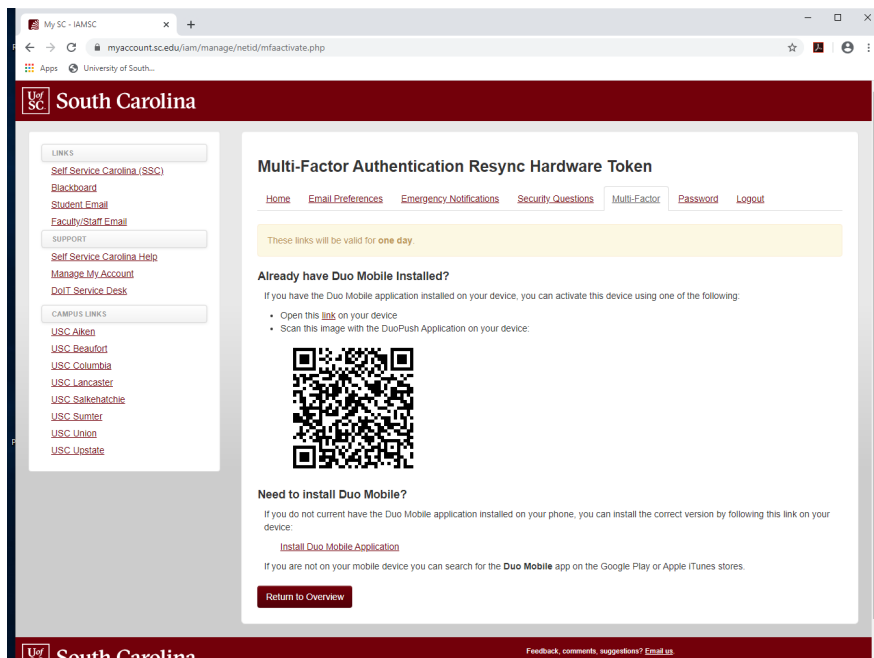 My SC - IAMSC
myaccount.sc.edu/iam/manage/netid/mfaactivate.php
Apps University of South...
UofSC. South Carolina
LINKS
Self Service Carolina (SSC)
Blackboard
Student Email
Faculty/Staff Email
SUPPORT
Self Service Carolina Help
Manage My Account
DoIT Service Desk
CAMPUS LINKS
USC Aiken
USC Beaufort
USC Columbia
USC Lancaster
USC Salkehatchie
USC Sumter
USC Union
USC Upstate
Multi-Factor Authentication Resync Hardware Token
Home Email Preferences Emergency Notifications Security Questions Multi-Factor Password Logout
These links will be valid for one day.
Already have Duo Mobile Installed?
If you have the Duo Mobile application installed on your device, you can activate this device using one of the following:
• Open this link on your device
• Scan this image with the DuoPush Application on your device:
Need to install Duo Mobile?
If you do not current have the Duo Mobile application installed on your phone, you can install the correct version by following this link on your
device:
Install Duo Mobile Application
If you are not on your mobile device you can search for the Duo Mobile app on the Google Play or Apple iTunes stores.
Return to Overview
UofSC South Carolina
Feedback, comments, suggestions? Email us.